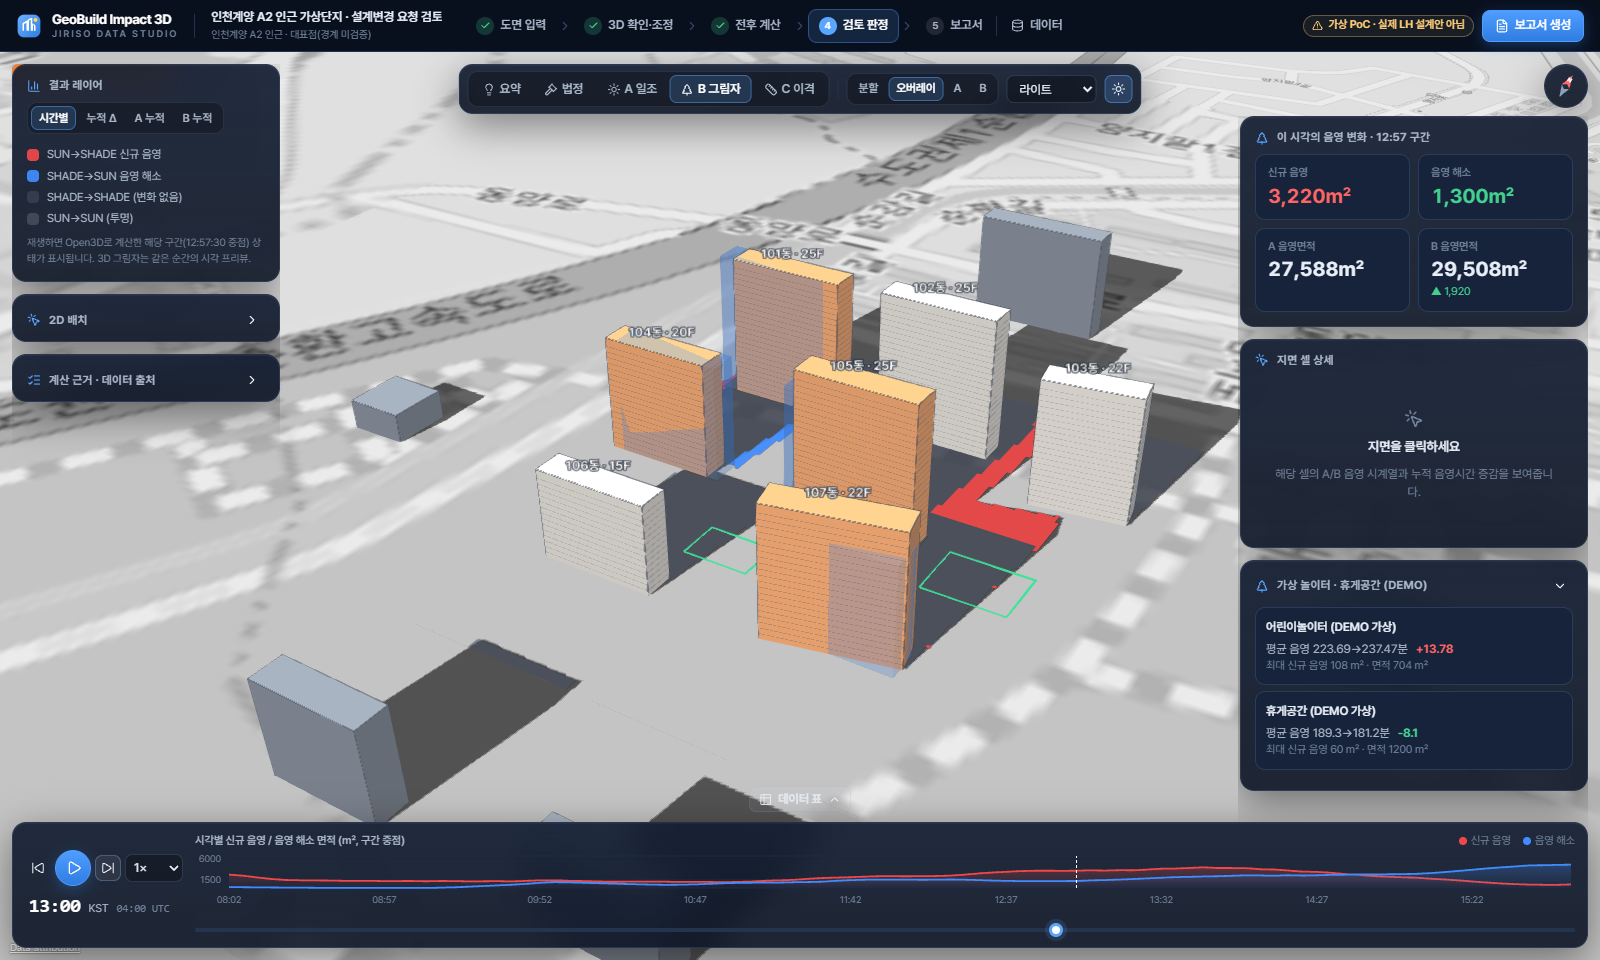 GeoBuild Impact 3D
JIRISO DATA STUDIO
인천계양 A2 인근 가상단지 · 설계변경 요청 검토
인천계양 A2 인근 · 대표점(경계 미검증)
도면 입력
3D 확인·조정
전후 계산
4 검토 판정
5 보고서
데이터
가상 PoC · 실제 LH 설계안 아님
보고서 생성
결과 레이어
시간별 누적 Δ A 누적 B 누적
SUN→SHADE 신규 음영
SHADE→SUN 음영 해소
SHADE→SHADE (변화 없음)
SUN→SUN (투명)
재생하면 Open3D로 계산한 해당 구간(12:57:30 중점) 상
태가 표시됩니다. 3D 그림자는 같은 순간의 시각 프리뷰.
2D 배치
계산 근거 · 데이터 출처
요약 법정 A 일조 B 그림자 C 이격
분할 오버레이 A B
라이트
101동 · 25F
102동 · 25F
104동 · 20F
105동 · 25F
103동 · 22F
106동 · 15F
107동 · 22F
이 시각의 음영 변화 · 12:57 구간
신규 음영
3,220m²
음영 해소
1,300m²
A 음영면적
27,588m²
B 음영면적
29,508m²
▲ 1,920
지면 셀 상세
지면을 클릭하세요
해당 셀의 A/B 음영 시계열과 누적 음영시간 증감을 보여줍니
다.
가상 놀이터 · 휴게공간 (DEMO)
어린이놀이터 (DEMO 가상)
평균 음영 223.69→237.47분 +13.78
최대 신규 음영 108 m² · 면적 704 m²
휴게공간 (DEMO 가상)
평균 음영 189.3→181.2분 -8.1
최대 신규 음영 60 m² · 면적 1200 m²
데이터 표
시각별 신규 음영 / 음영 해소 면적 (m², 구간 중점)
신규 음영 음영 해소
1×
13:00 KST 04:00 UTC
6000
1500
08:02 08:57 09:52 10:47 11:42 12:37 13:32 14:27 15:22
Data attribution